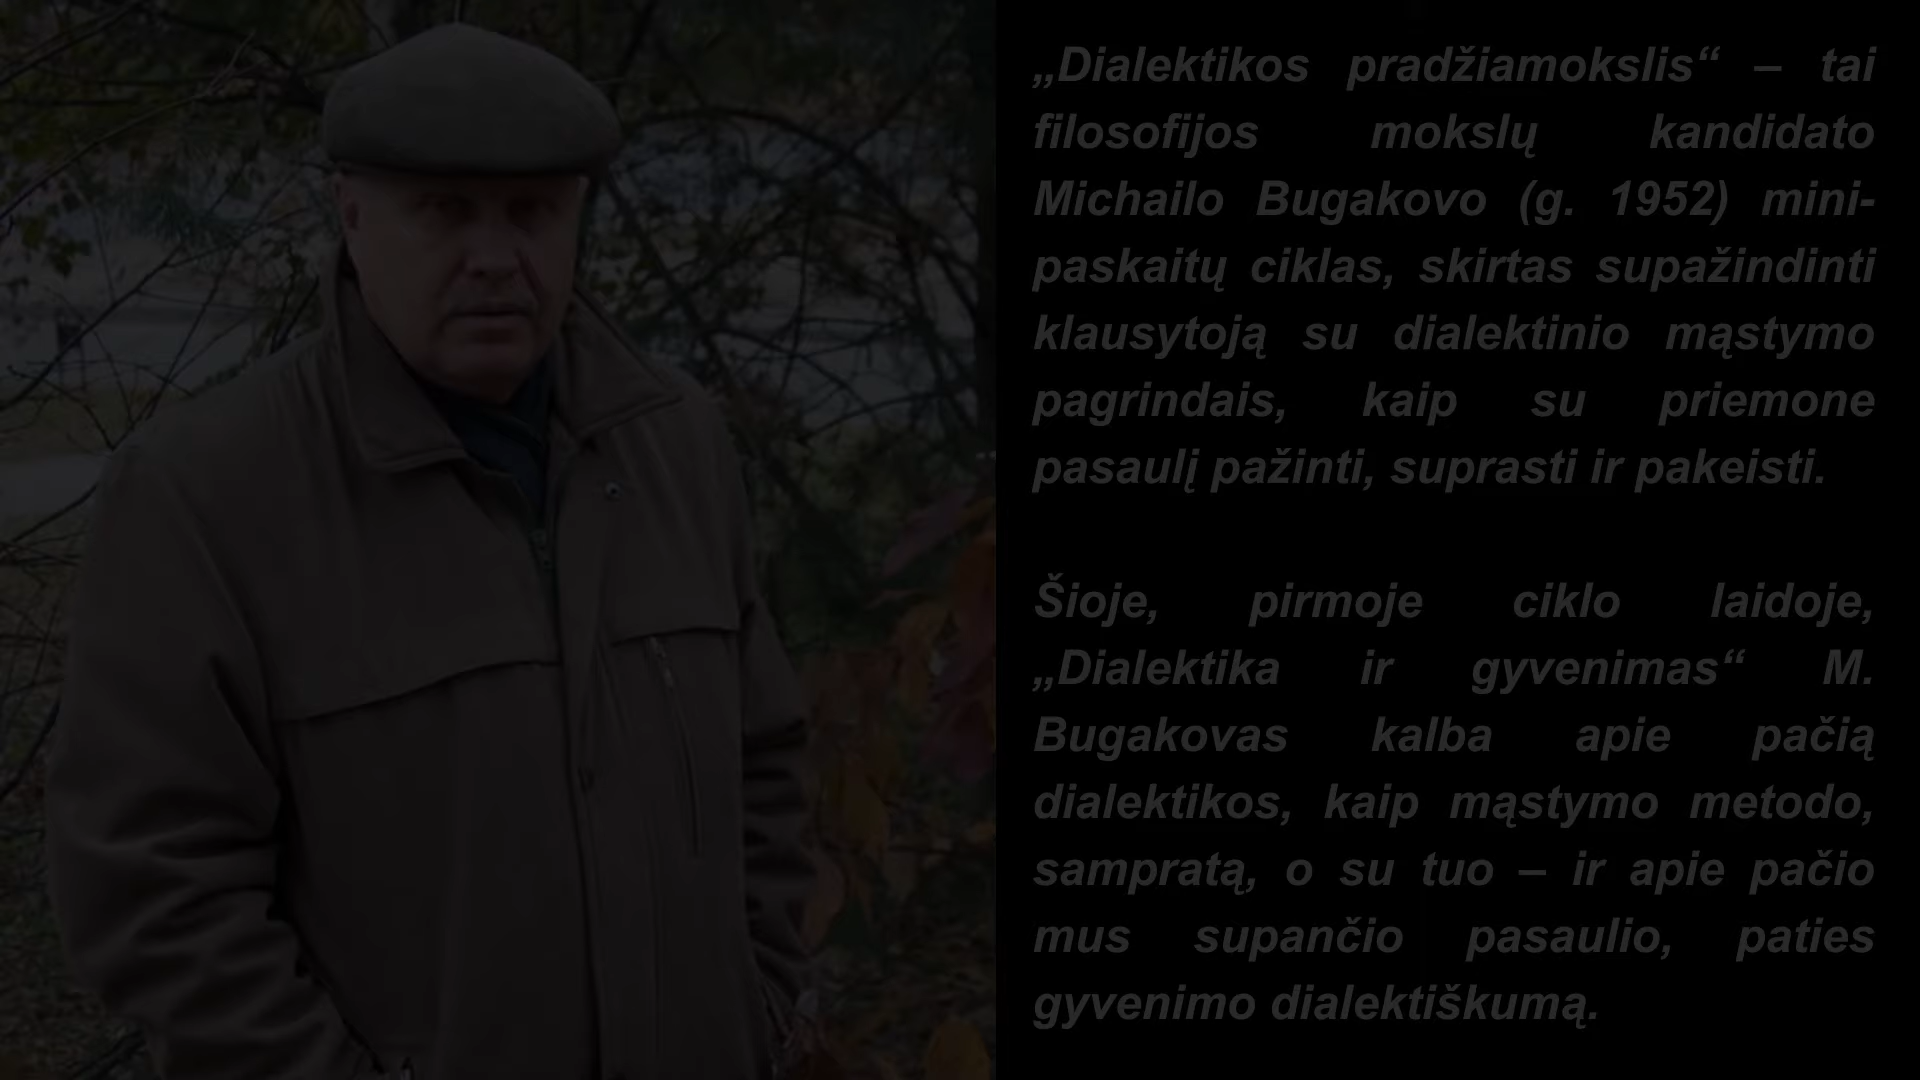 „Dialektikos pradžiamokslis“ – tai
filosofijos mokslų kandidato
Michailo Bugakovo (g. 1952) mini-
paskaitų ciklas, skirtas supažindinti
klausytoją su dialektinio mąstymo
pagrindais, kaip su priemone
pasaulį pažinti, suprasti ir pakeisti.
Šioje, pirmoje ciklo laidoje,
„Dialektika ir gyvenimas“ M.
Bugakovas kalba apie pačią
dialektikos, kaip mąstymo metodo,
sampratą, o su tuo – ir apie pačio
mus supančio pasaulio, paties
gyvenimo dialektiškumą.